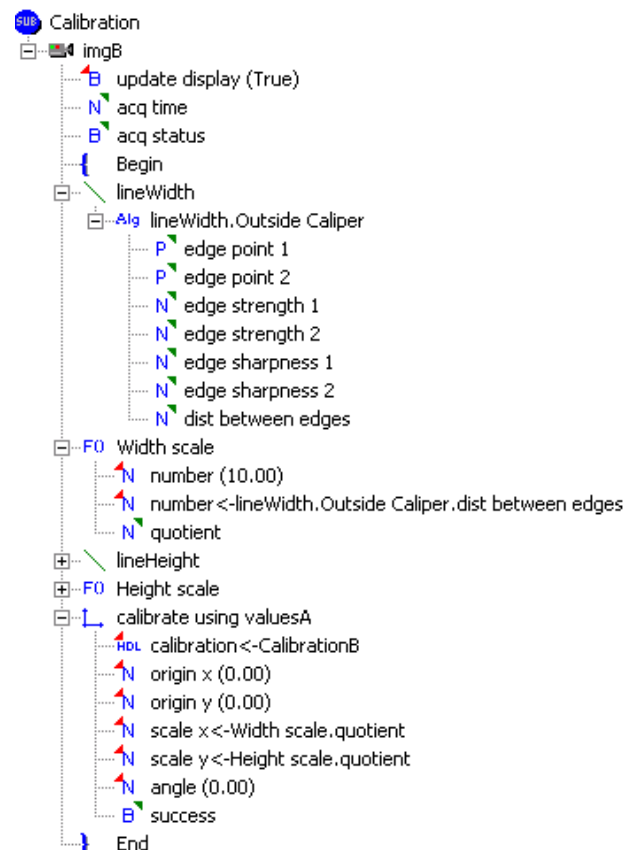 SUB Calibration
imgB
B update display (True)
N acq time
B acq status
{ Begin
lineWidth
Alg lineWidth.Outside Caliper
P edge point 1
P edge point 2
N edge strength 1
N edge strength 2
N edge sharpness 1
N edge sharpness 2
N dist between edges
F() Width scale
N number (10.00)
N number<-lineWidth.Outside Caliper.dist between edges
N quotient
lineHeight
F() Height scale
calibrate using valuesA
HDL calibration<-CalibrationB
N origin x (0.00)
N origin y (0.00)
N scale x<-Width scale.quotient
N scale y<-Height scale.quotient
N angle (0.00)
B success
} End